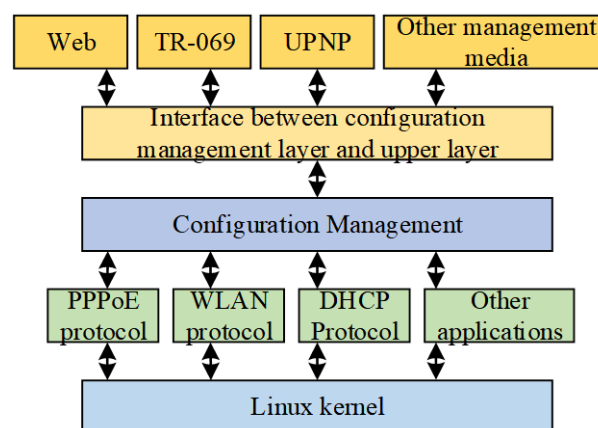 Web
TR-069
UPNP
Other management
media
Interface between configuration
management layer and upper layer
Configuration Management
PPPoE
protocol
WLAN
protocol
DHCP
Protocol
Other
applications
Linux kernel